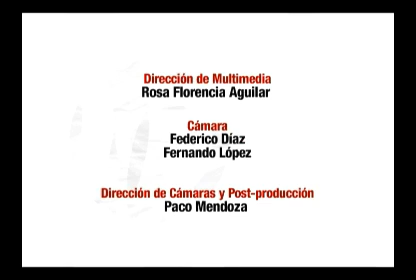 Dirección de Multimedia
Rosa Florencia Aguilar
Cámara
Federico Díaz
Fernando López
Dirección de Cámaras y Post-producción
Paco Mendoza